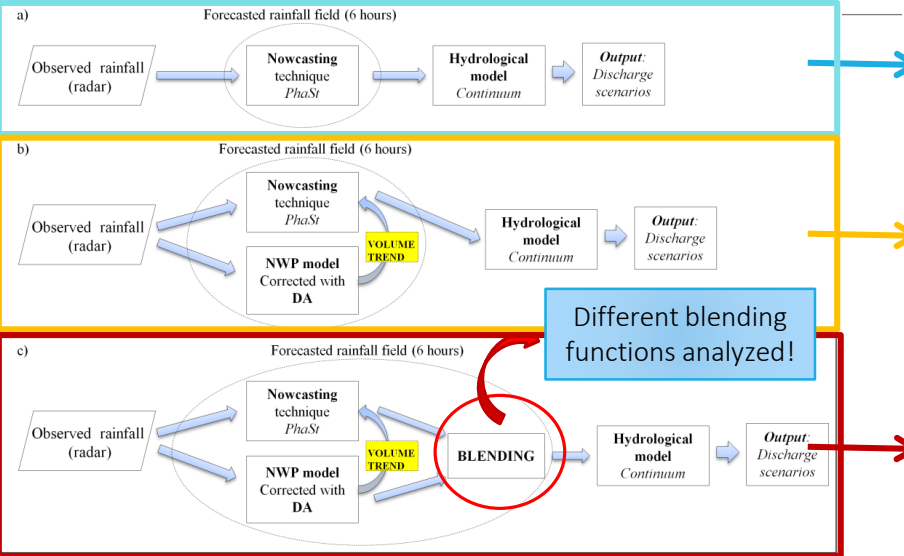 a)
Forecasted rainfall field (6 hours)
Observed rainfall
(radar)
Nowcasting
technique
PhaSt
Hydrological
model
Continuum
Output:
Discharge
scenarios
b)
Forecasted rainfall field (6 hours)
Observed rainfall
(radar)
Nowcasting
technique
PhaSt
VOLUME
TREND
NWP model
Corrected with
DA
Hydrological
model
Continuum
Output:
Discharge
scenarios
Different blending
functions analyzed!
c)
Forecasted rainfall field (6 hours)
Observed rainfall
(radar)
Nowcasting
technique
PhaSt
VOLUME
TREND
NWP model
Corrected with
DA
BLENDING
Hydrological
model
Continuum
Output:
Discharge
scenarios